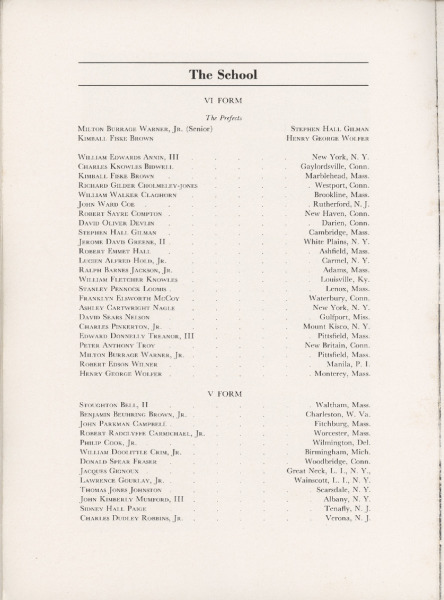 The School
VI FORM
The Prefects
Milton Burrage Warner, Jr. (Senior) Stephen Hall Gilman
Kimball Fiske Brown Henry George Wolfer
William Edwards Annin, III . . . . New York, N. Y.
Charles Knowles Bidwell . . . . Gaylordsville, Conn.
Kimball Fiske Brown . . . . Marblehead, Mass.
Richard Gilder Cholmeley-Jones . . . . Westport, Conn.
William Walker Claghorn . . . . Brookline, Mass.
John Ward Coe . . . . Rutherford, N. J.
Robert Sayre Compton . . . . New Haven, Conn.
David Oliver Devlin . . . . Darien, Conn.
Stephen Hall Gilman . . . . Cambridge, Mass.
Jerome Davis Greene, II . . . . White Plains, N. Y.
Robert Emmet Hall . . . . Ashfield, Mass.
Lucien Alfred Hold, Jr. . . . . Carmel, N. Y.
Ralph Barnes Jackson, Jr. . . . . Adams, Mass.
William Fletcher Knowles . . . . Louisville, Ky.
Stanley Pennock Loomis . . . . Lenox, Mass.
Franklyn Elsworth McCoy . . . . Waterbury, Conn.
Ashley Cartwright Nagle . . . . New York, N. Y.
David Sears Nelson . . . . Gulfport, Miss.
Charles Pinkerton, Jr. . . . . Mount Kisco, N. Y.
Edward Donnelly Treanor, III . . . . Pittsfield, Mass.
Peter Anthony Troy . . . . New Britain, Conn.
Milton Burrage Warner, Jr. . . . . Pittsfield, Mass.
Robert Edron Wilner . . . . Manila, P. I.
Henry George Wolfer . . . . Monterey, Mass.
V FORM
Stoughton Bell, II . . . . Waltham, Mass.
Benjamin Beuhring Brown, Jr. . . . . Charleston, W. Va.
John Parkman Campbell . . . . Fitchburg, Mass.
Robert Radclyffe Carmichael, Jr. . . . . Worcester, Mass.
Philip Cook, Jr. . . . . Wilmington, Del.
William Doolittle Crim, Jr. . . . . Birmingham, Mich.
Donald Spear Fraser . . . . Woodbridge, Conn.
Jacques Gignoux . . . . Great Neck, L. I., N. Y.,
Lawrence Gourlay, Jr. . . . . Wainscott, L. I., N. Y.
Thomas Jones Johnston . . . . Scarsdale, N. Y.
John Kimberly Mumford, III . . . . Albany, N. Y.
Sidney Hall Paige . . . . Tenafly, N. J.
Charles Dudley Robbins, Jr. . . . . Verona, N. J.